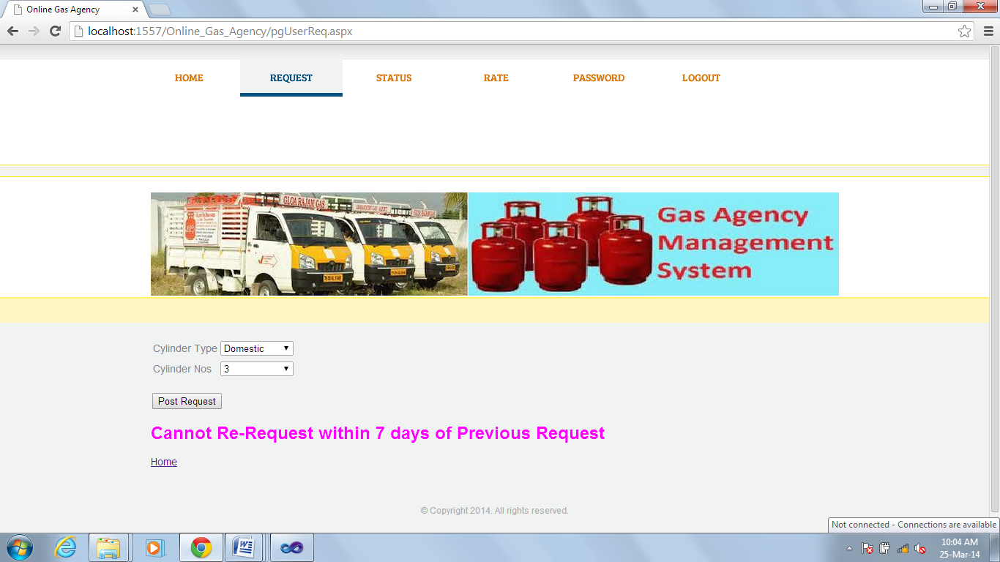 Online Gas Agency
localhost:1557/Online_Gas_Agency/pgUserReq.aspx
HOME REQUEST STATUS RATE PASSWORD LOGOUT
GLOA RAJAM GAS
Gas Agency
Management
System
Cylinder Type Domestic
Cylinder Nos 3
Post Request
Cannot Re-Request within 7 days of Previous Request
Home
© Copyright 2014. All rights reserved.
Not connected - Connections are available
10:04 AM
25-Mar-14